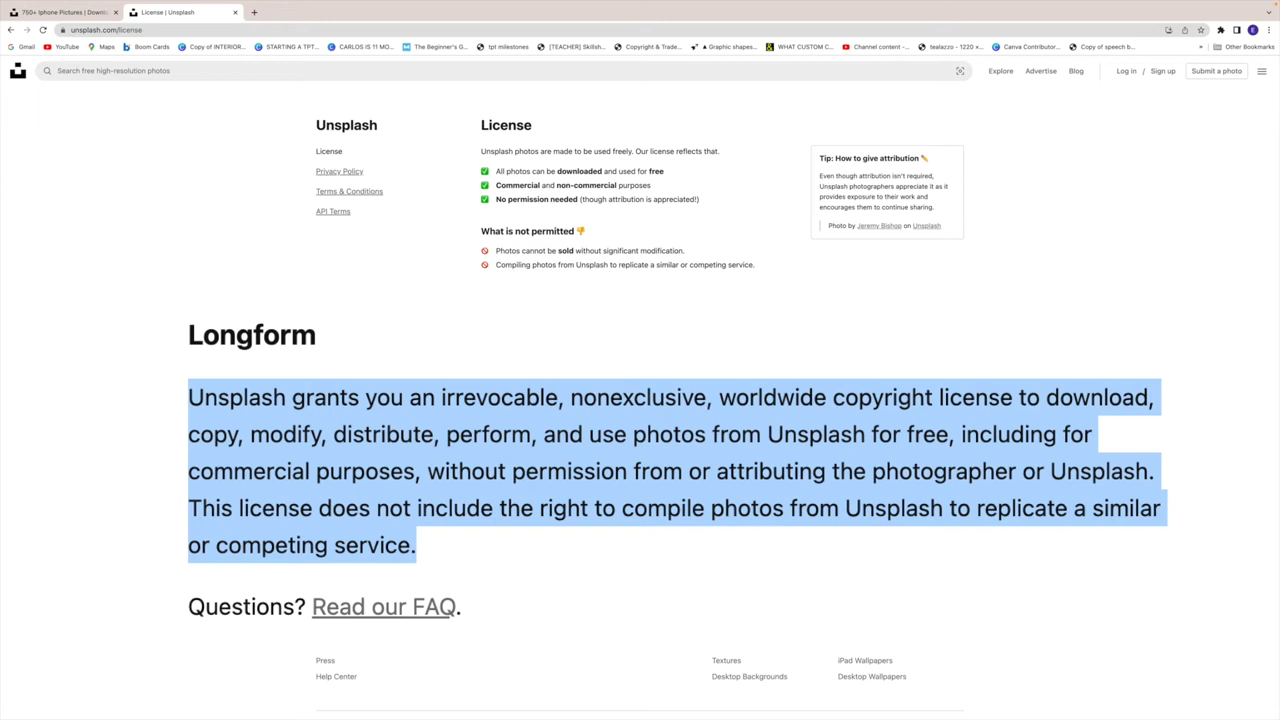 750+ Iphone Pictures | Downlo
License | Unsplash
unsplash.com/license
Gmail
YouTube
Maps
Boom Cards
Copy of INTERIOR...
STARTING A TPT...
CARLOS IS 11 MO...
The Beginner's G...
tpt milestones
[TEACHER] Skillsh...
Copyright & Trade...
A Graphic shapes...
WHAT CUSTOM C...
Channel content -...
tealazzo - 1220 x...
Canva Contributor...
Copy of speech b...
»
Other Bookmarks
Search free high-resolution photos
Explore
Advertise
Blog
Log in / Sign up
Submit a photo
Unsplash
License
Privacy Policy
Terms & Conditions
API Terms
License
Unsplash photos are made to be used freely. Our license reflects that.
All photos can be downloaded and used for free
Commercial and non-commercial purposes
No permission needed (though attribution is appreciated!)
What is not permitted 👎
Photos cannot be sold without significant modification.
Compiling photos from Unsplash to replicate a similar or competing service.
Tip: How to give attribution ✏️
Even though attribution isn't required,
Unsplash photographers appreciate it as it
provides exposure to their work and
encourages them to continue sharing.
Photo by Jeremy Bishop on Unsplash
Longform
Unsplash grants you an irrevocable, nonexclusive, worldwide copyright license to download,
copy, modify, distribute, perform, and use photos from Unsplash for free, including for
commercial purposes, without permission from or attributing the photographer or Unsplash.
This license does not include the right to compile photos from Unsplash to replicate a similar
or competing service.
Questions? Read our FAQ.
Press
Help Center
Textures
Desktop Backgrounds
iPad Wallpapers
Desktop Wallpapers